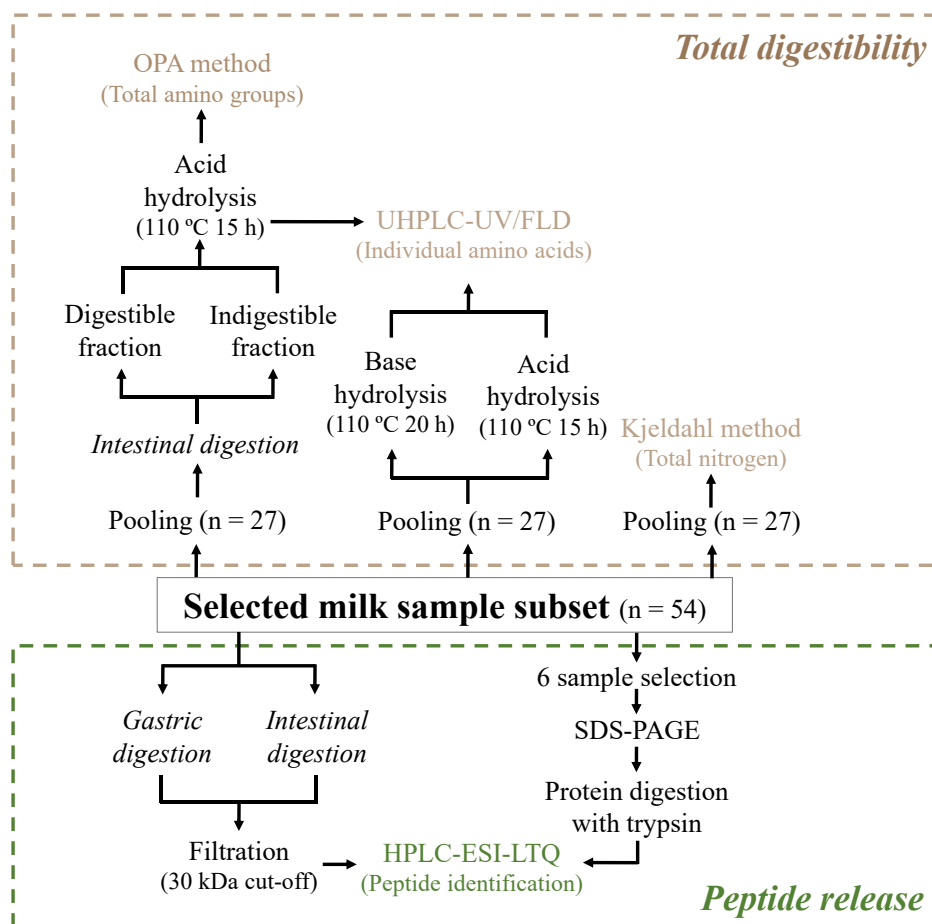 Total digestibility
OPA method
(Total amino groups)
Acid
hydrolysis
(110 ºC 15 h)
UHPLC-UV/FLD
(Individual amino acids)
Digestible
fraction
Indigestible
fraction
Base
hydrolysis
(110 ºC 20 h)
Acid
hydrolysis
(110 ºC 15 h)
Kjeldahl method
(Total nitrogen)
Intestinal digestion
Pooling (n = 27)
Pooling (n = 27)
Pooling (n = 27)
Selected milk sample subset (n = 54)
6 sample selection
Gastric
digestion
Intestinal
digestion
SDS-PAGE
Protein digestion
with trypsin
Filtration
(30 kDa cut-off)
HPLC-ESI-LTQ
(Peptide identification)
Peptide release